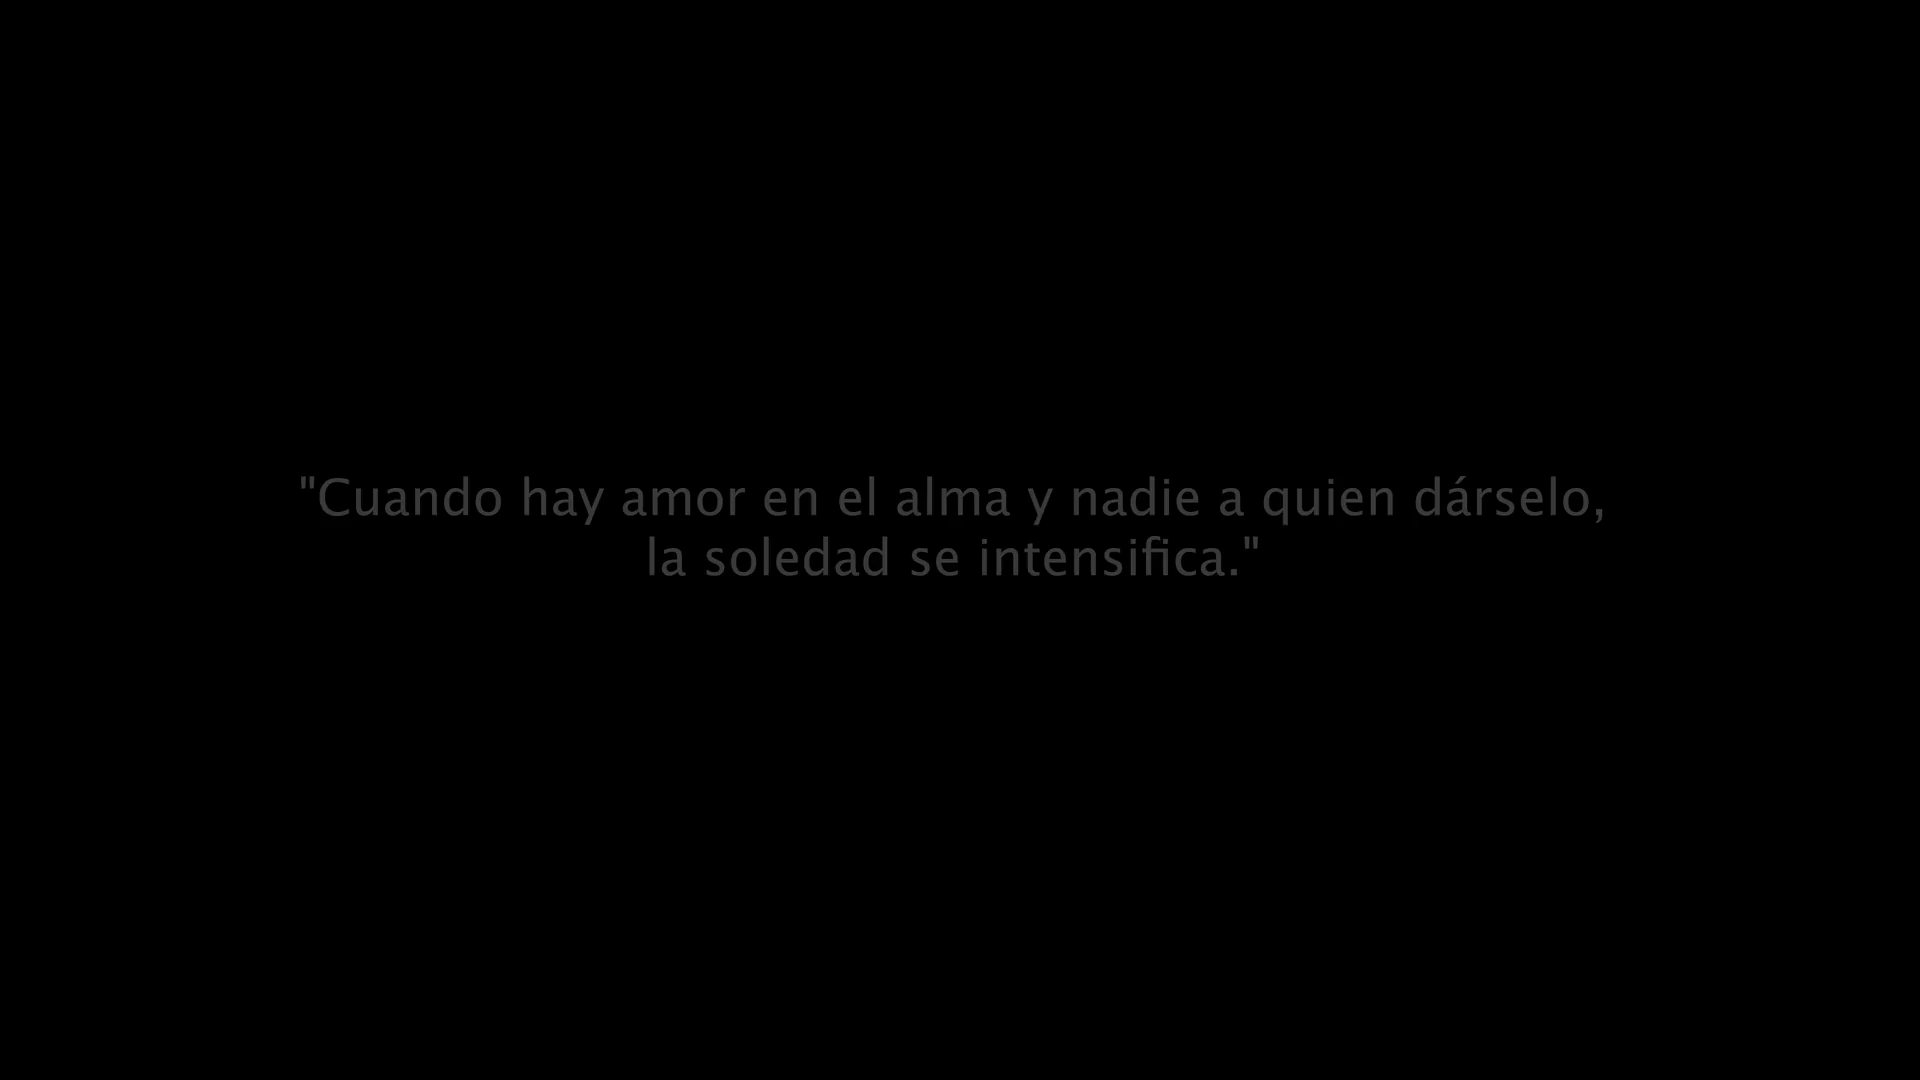 "Cuando hay amor en el alma y nadie a quien dárselo,
la soledad se intensifica."